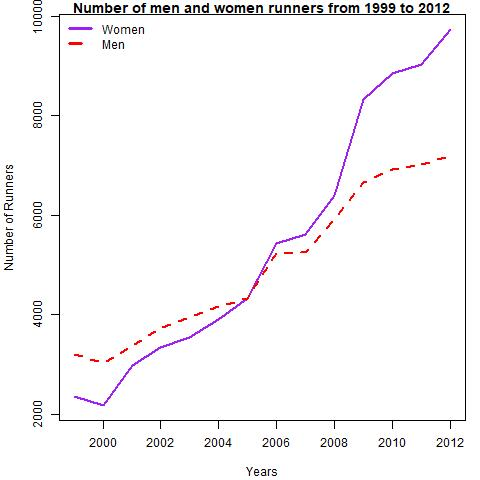 Number of men and women runners from 1999 to 2012
Women
Men
Number of Runners
10000
8000
6000
4000
2000
2000 2002 2004 2006 2008 2010 2012
Years